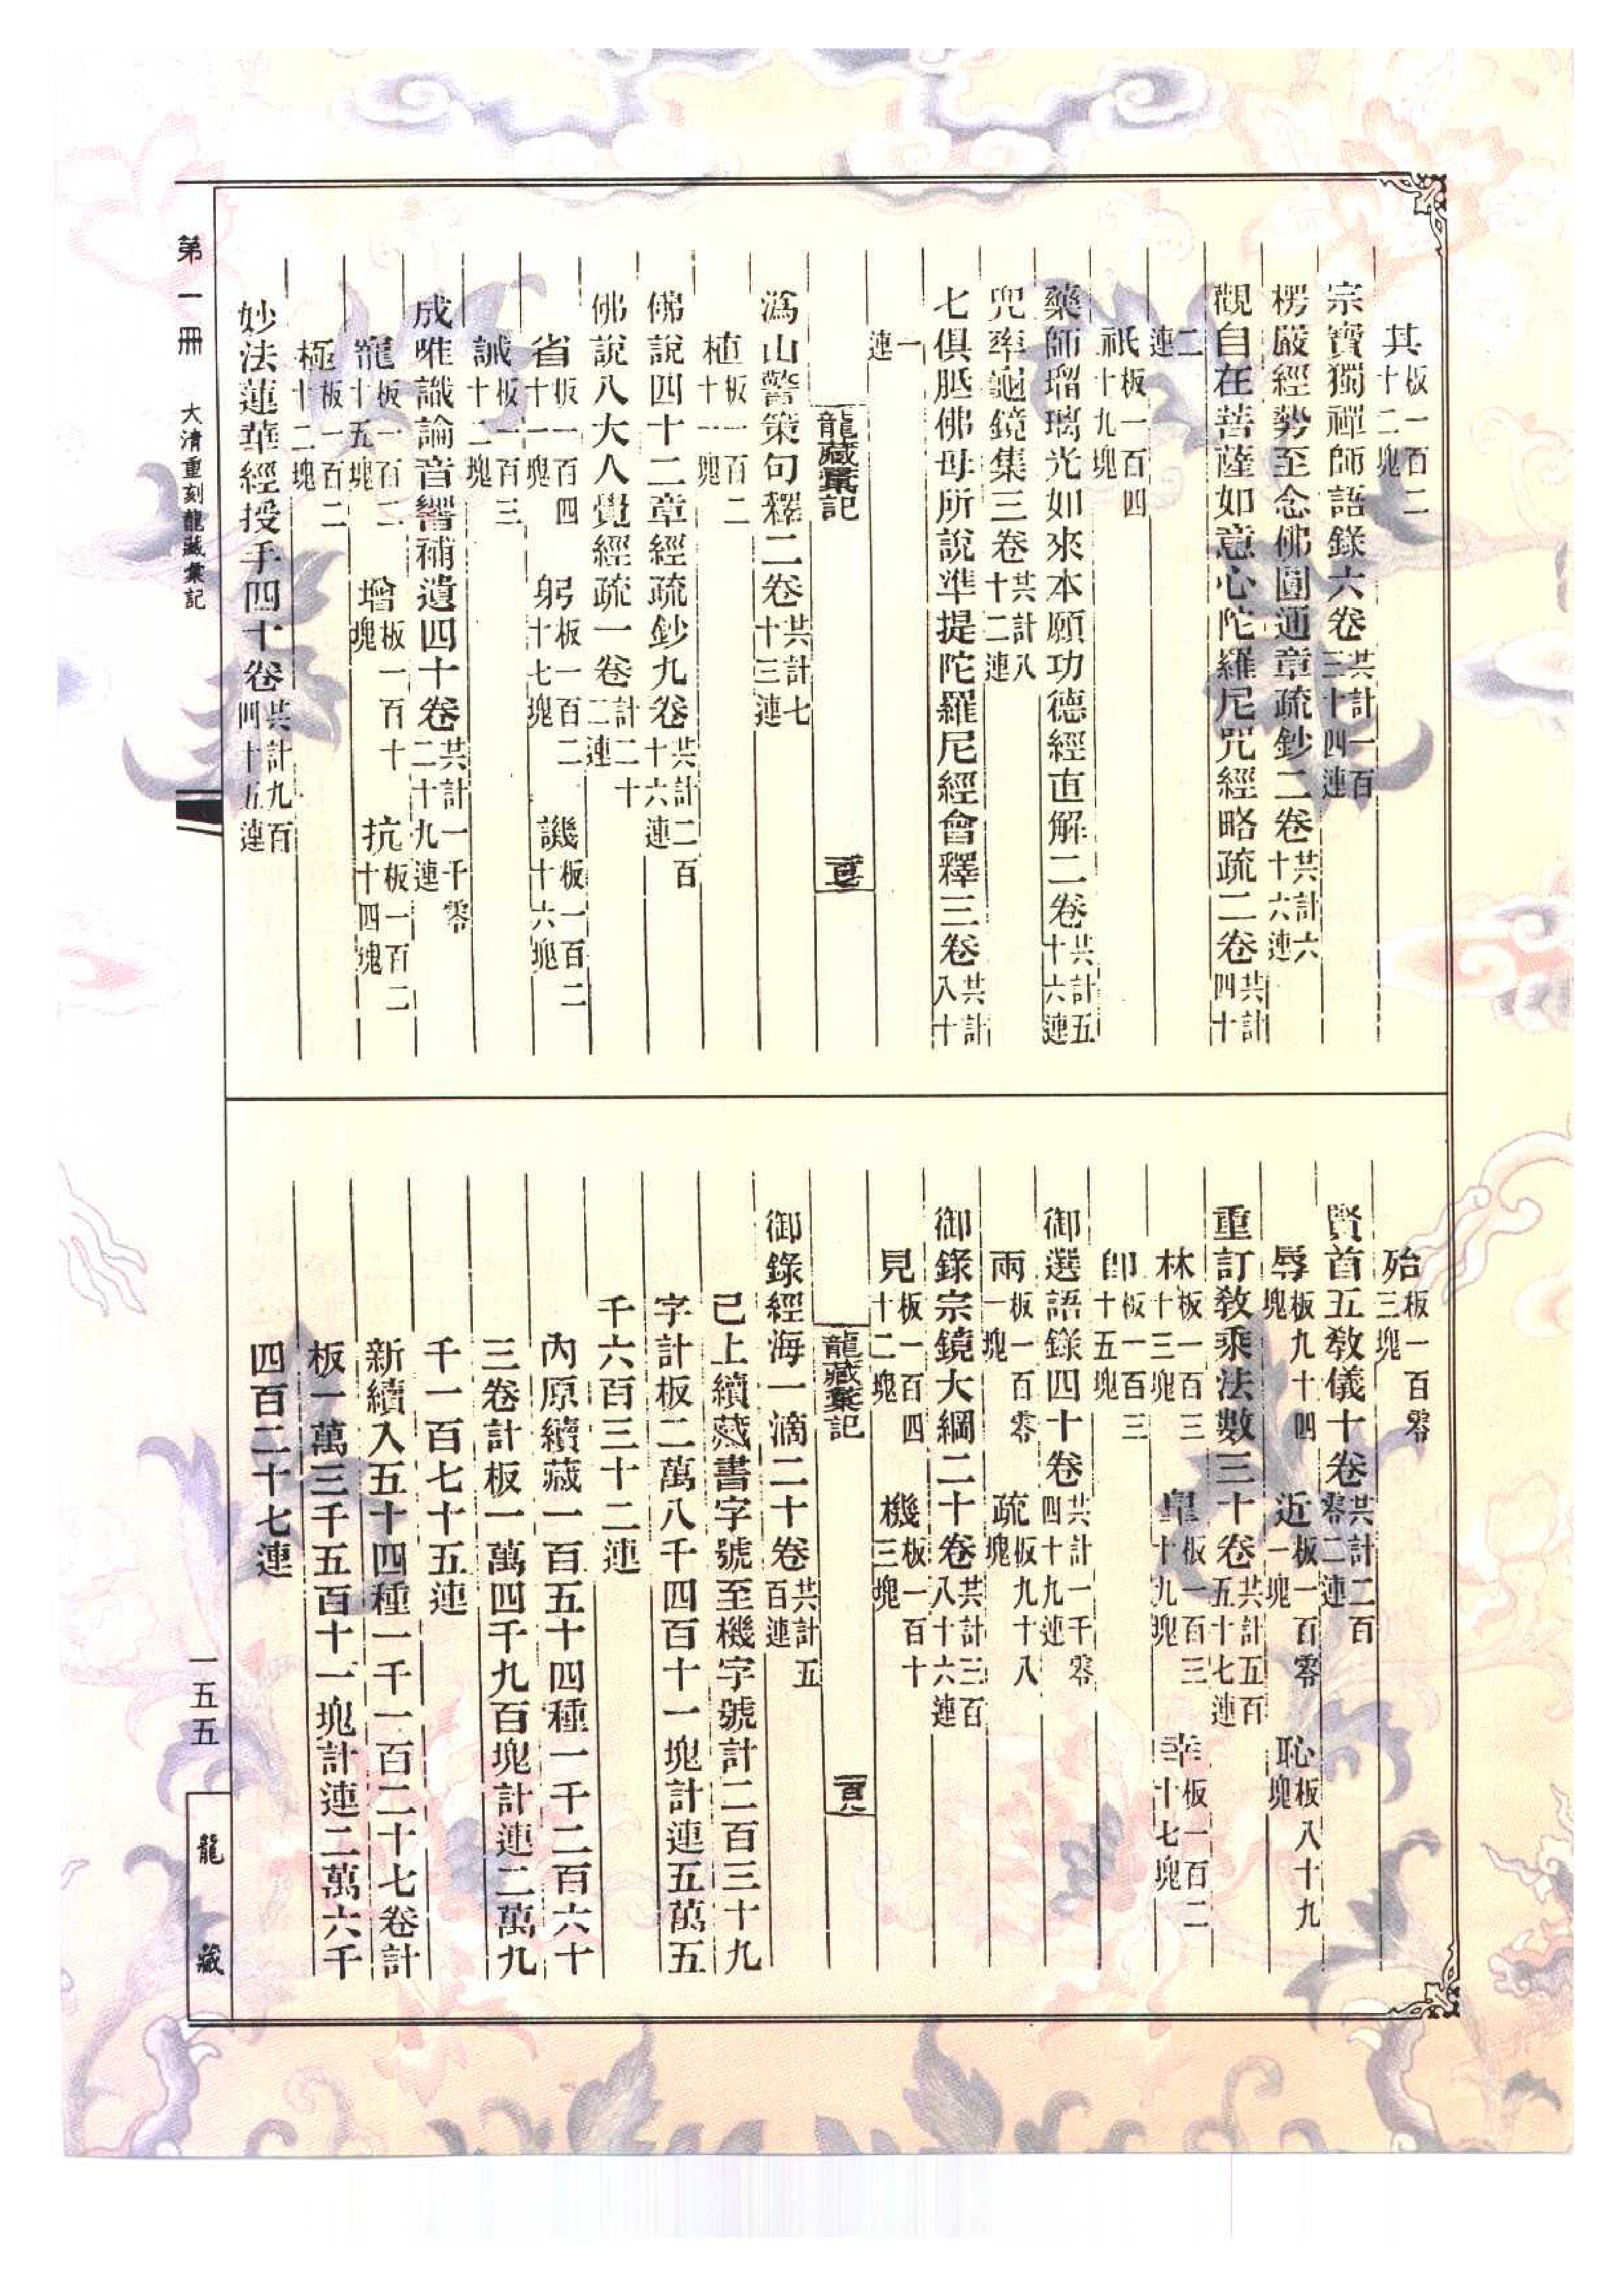 其板一百二十二塊
宗寶獨禪師語錄六卷共計一百三十四連
楞嚴經勢至念佛圓通章疏鈔二卷共計六十六連
觀自在菩薩如意心陀羅尼咒經略疏二卷共計四十
二連
祇板一百四十九塊
藥師瑠璃光如來本願功德經直解二卷共計五十六連
兜率龜鏡集三卷共計八十二連
七俱胝佛母所說準提陀羅尼經會釋三卷共計八十
一連
龍藏彙記
溈山警策句釋二卷共計七十三連
植板一百二十一塊
佛說四十二章經疏鈔九卷共計二百十六連
佛說八大人覺經疏一卷計二十二連
省板一百四十一塊 躬板一百二十七塊 譏板一百二十六塊
誡板一百三十二塊
成唯識論音響補遺四十卷共計一千零二十九連
寵板一百二十五塊 增板一百十塊 抗板一百二十四塊
極板一百二十二塊
妙法蓮華經授手四十卷共計九百四十五連
殆板一百零三塊
賢首五教儀十卷共計二百零二連
辱板九十四塊 近板一百零一塊 恥板八十九塊
重訂教乘法數三十卷共計五百五十七連
林板一百三十三塊 皐板一百三十九塊 幸板一百二十七塊
即板一百三十五塊
御選語錄四十卷共計一千零四十九連
兩板一百零一塊 疏板九十八塊
御錄宗鏡大綱二十卷共計三百八十六連
見板一百四十二塊 機板一百十三塊
龍藏彙記
御錄經海一滴二十卷共計五百連
已上續藏書字號至機字號計二百三十九
字計板二萬八千四百十一塊計連五萬五
千六百三十二連
內原續藏一百五十四種一千二百六十
三卷計板一萬四千九百塊計連二萬九
千一百七十五連
新續入五十四種一千一百二十七卷計
板一萬三千五百十一塊計連二萬六千
四百二十七連
第一冊 大清重刻龍藏彙記
一五五
龍藏